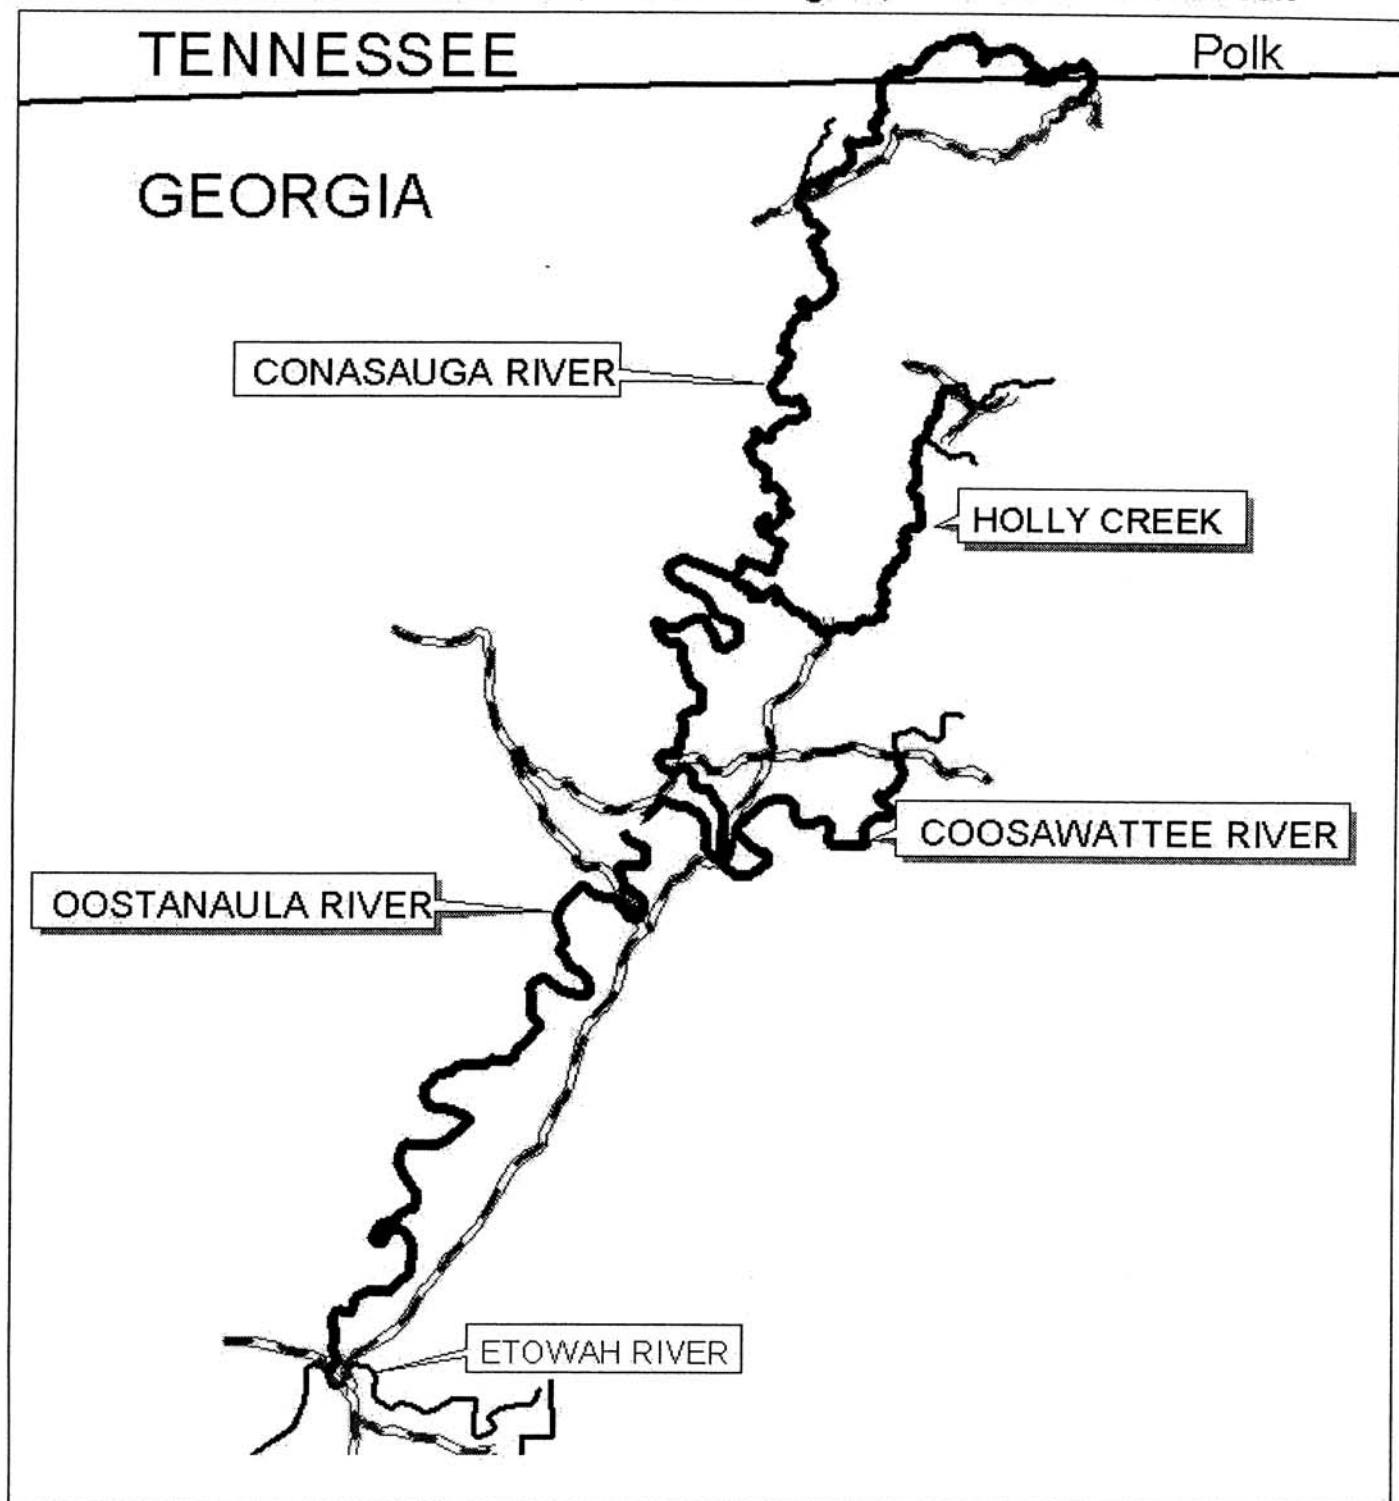 TENNESSEE
Polk
GEORGIA
CONASAUGA RIVER
HOLLY CREEK
COOSAWATTEE RIVER
OOSTANAULA RIVER
ETOWAH RIVER